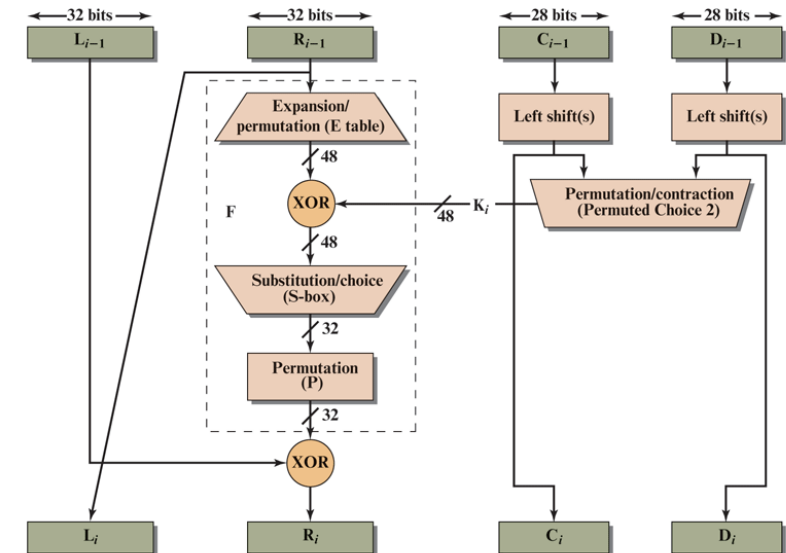 32 bits
32 bits
28 bits
28 bits
Lᵢ₋₁
Rᵢ₋₁
Cᵢ₋₁
Dᵢ₋₁
Expansion/
permutation (E table)
Left shift(s)
Left shift(s)
48
XOR
F
48
Kᵢ
Permutation/contraction
(Permuted Choice 2)
48
Substitution/choice
(S-box)
32
Permutation
(P)
32
XOR
Lᵢ
Rᵢ
Cᵢ
Dᵢ